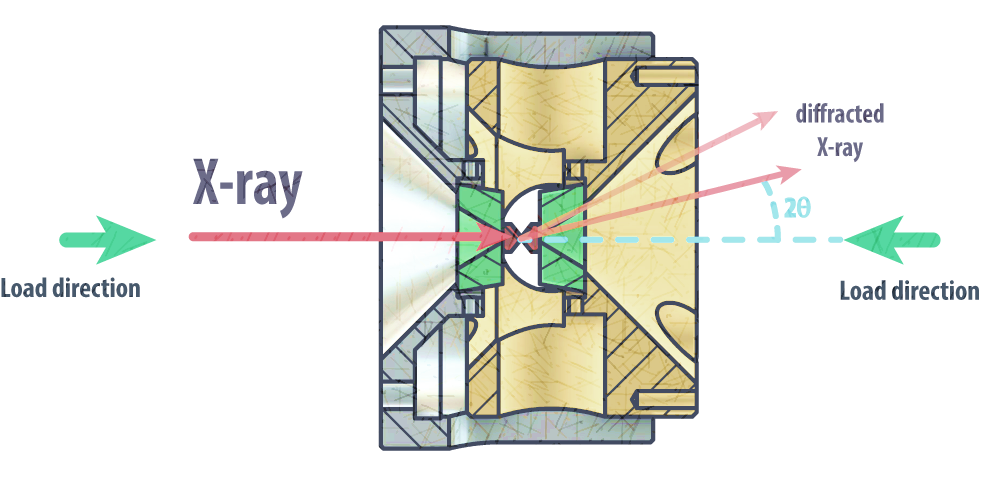 X-ray
diffracted
X-ray
2θ
Load direction
Load direction